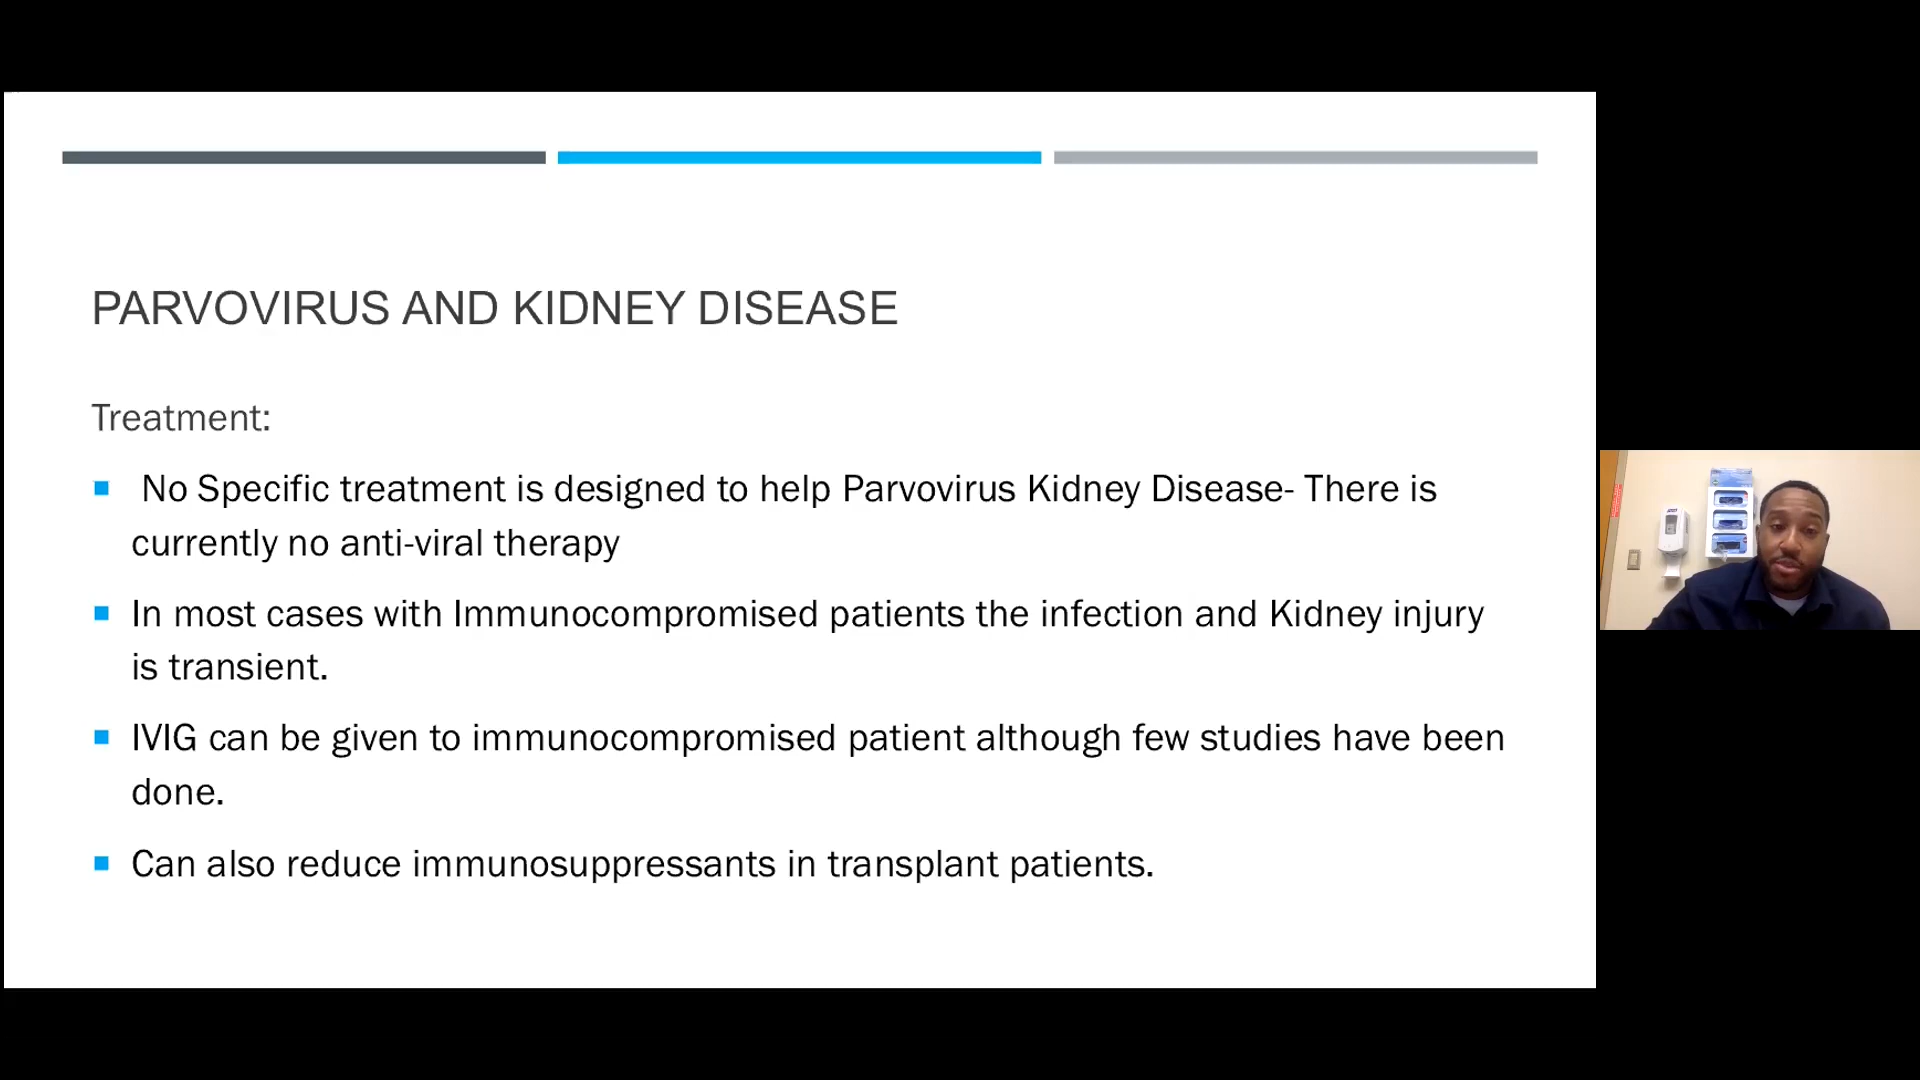 PARVOVIRUS AND KIDNEY DISEASE
Treatment:
No Specific treatment is designed to help Parvovirus Kidney Disease- There is
currently no anti-viral therapy
In most cases with Immunocompromised patients the infection and Kidney injury
is transient.
IVIG can be given to immunocompromised patient although few studies have been
done.
Can also reduce immunosuppressants in transplant patients.